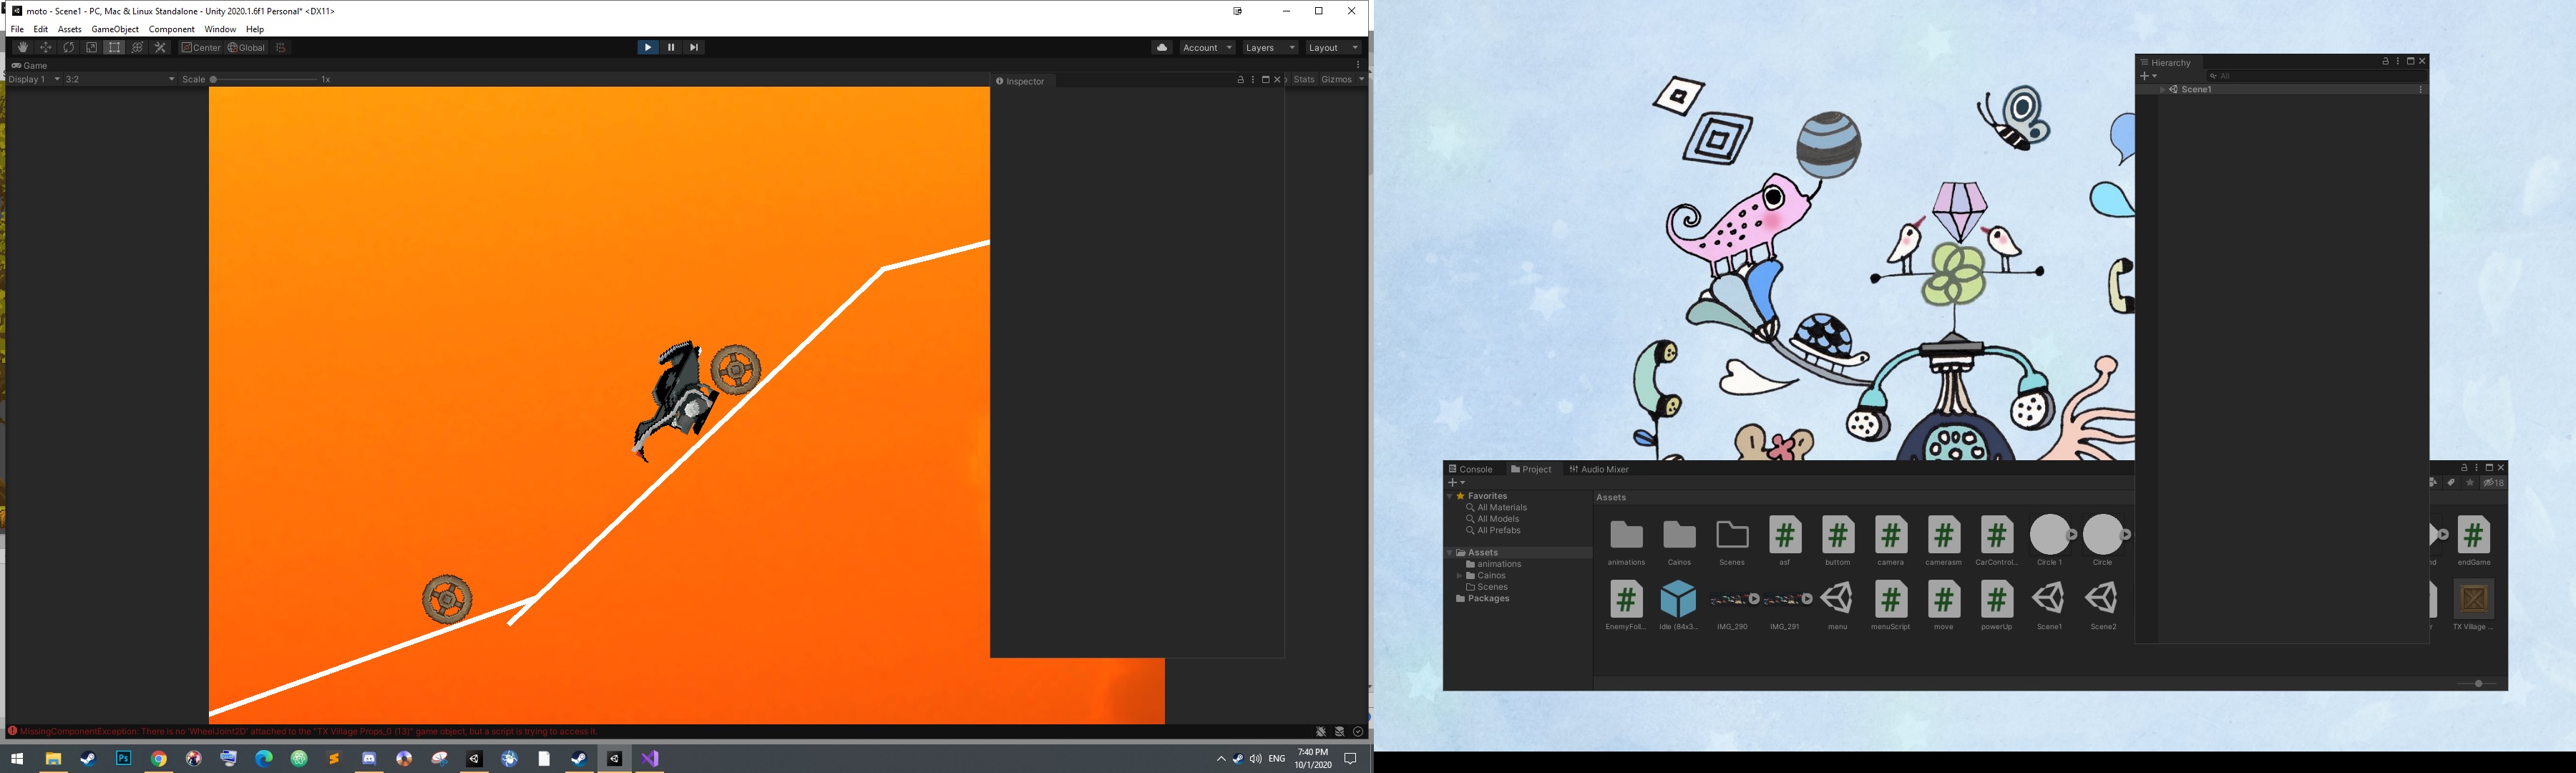 moto - Scene1 - PC, Mac & Linux Standalone - Unity 2020.1.6f1 Personal* <DX11>
File Edit Assets GameObject Component Window Help
Center Global
Account Layers Layout
Game
Display 1 3:2 Scale 1x
Stats Gizmos
Inspector
MissingComponentException: There is no 'WheelJoint2D' attached to the "TX Village Props_0 (13)" game object, but a script is trying to access it.
Ps
ENG
7:40 PM
10/1/2020
Hierarchy
All
Scene1
Console Project Audio Mixer
18
Favorites
All Materials
All Models
All Prefabs
Assets
animations
Cainos
Scenes
Packages
Assets
animations Cainos Scenes asf buttom camera camerasm CarControl... Circle 1 Circle endGame
EnemyFoll... Idle (84x3... IMG_290 IMG_291 menu menuScript move powerUp Scene1 Scene2 TX Village ...